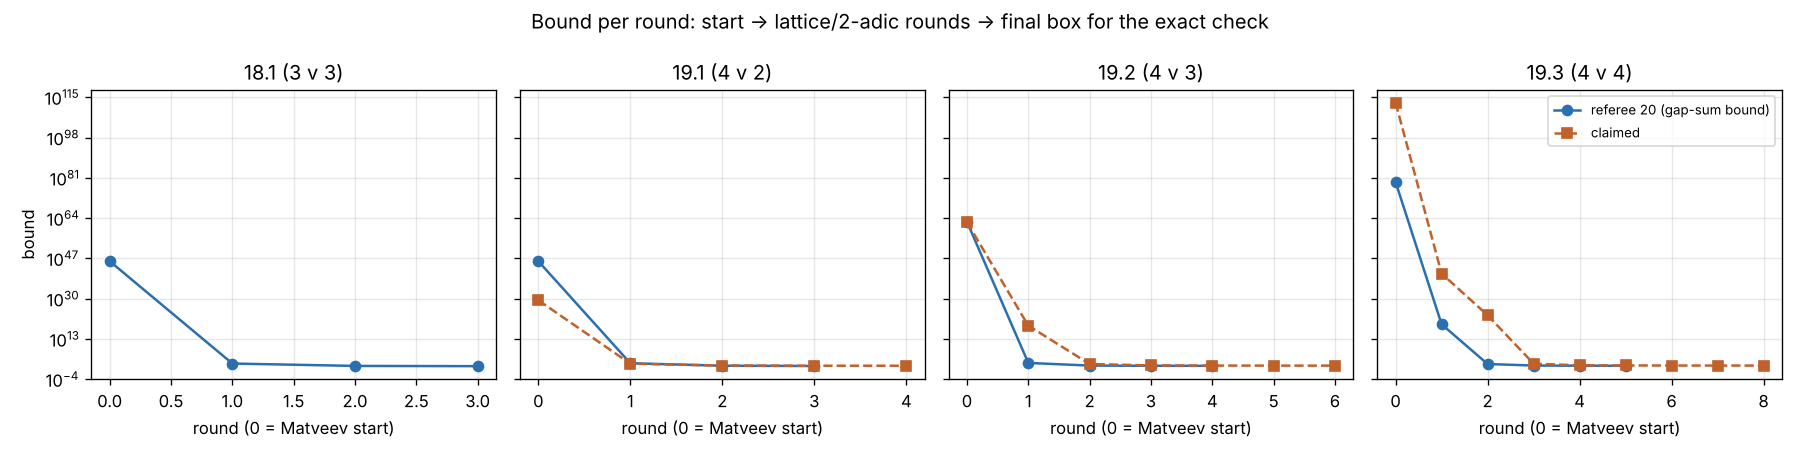 Bound per round: start → lattice/2-adic rounds → final box for the exact check
18.1 (3 v 3)
bound
10^115
10^98
10^81
10^64
10^47
10^30
10^13
10^−4
0.0 0.5 1.0 1.5 2.0 2.5 3.0
round (0 = Matveev start)
19.1 (4 v 2)
0 1 2 3 4
round (0 = Matveev start)
19.2 (4 v 3)
0 1 2 3 4 5 6
round (0 = Matveev start)
19.3 (4 v 4)
referee 20 (gap-sum bound)
claimed
0 2 4 6 8
round (0 = Matveev start)